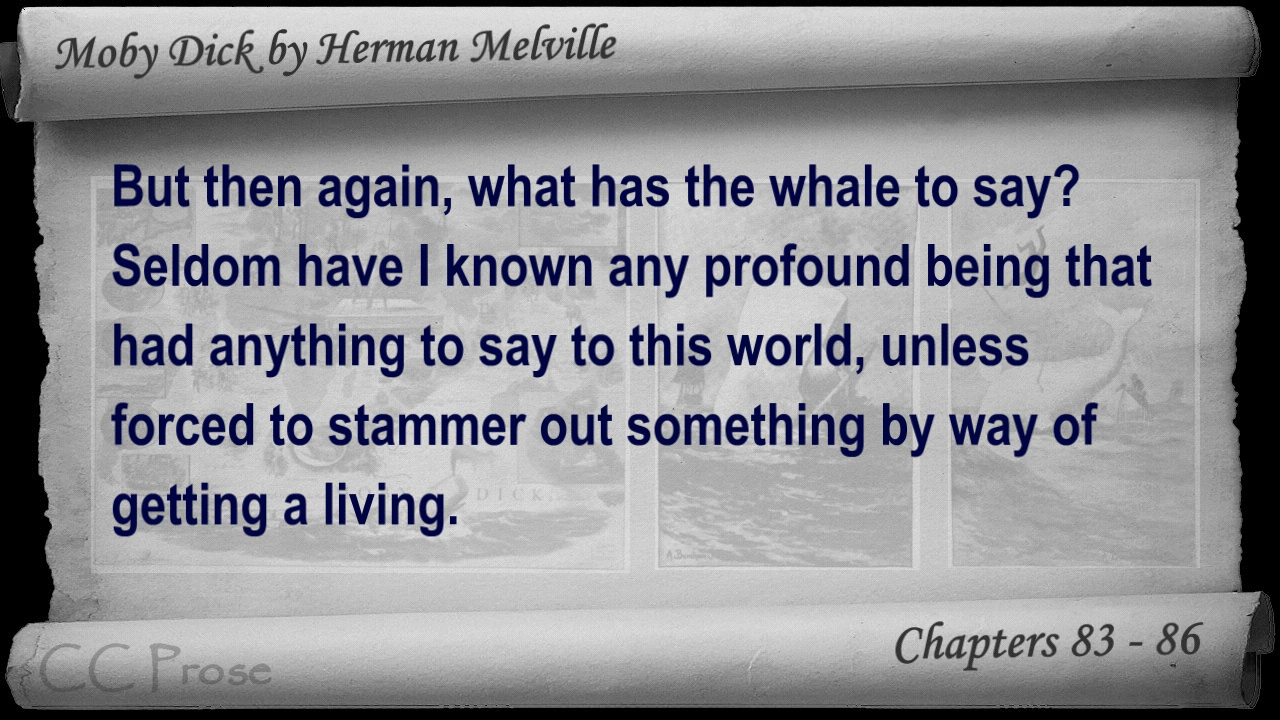 Moby Dick by Herman Melville
But then again, what has the whale to say?
Seldom have I known any profound being that
had anything to say to this world, unless
forced to stammer out something by way of
getting a living.
DICK
Chapters 83 - 86
CC Prose